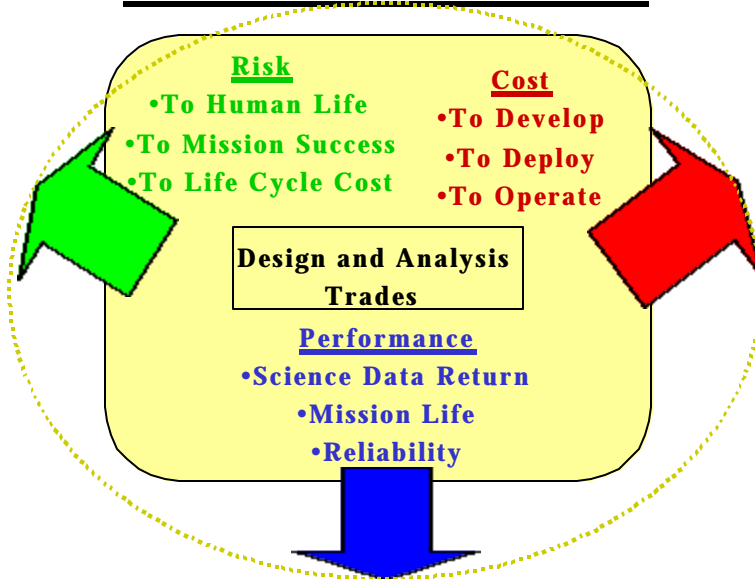 Risk
•To Human Life
•To Mission Success
•To Life Cycle Cost
Cost
•To Develop
•To Deploy
•To Operate
Design and Analysis
Trades
Performance
•Science Data Return
•Mission Life
•Reliability